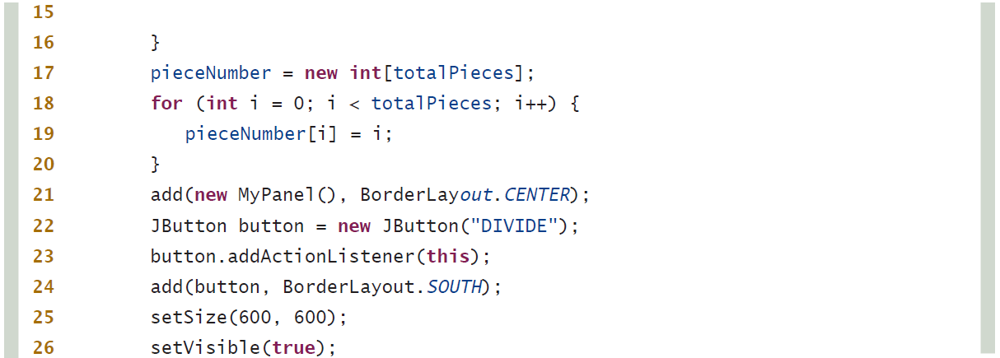 15
16 }
17 pieceNumber = new int[totalPieces];
18 for (int i = 0; i < totalPieces; i++) {
19 pieceNumber[i] = i;
20 }
21 add(new MyPanel(), BorderLayout.CENTER);
22 JButton button = new JButton("DIVIDE");
23 button.addActionListener(this);
24 add(button, BorderLayout.SOUTH);
25 setSize(600, 600);
26 setVisible(true);